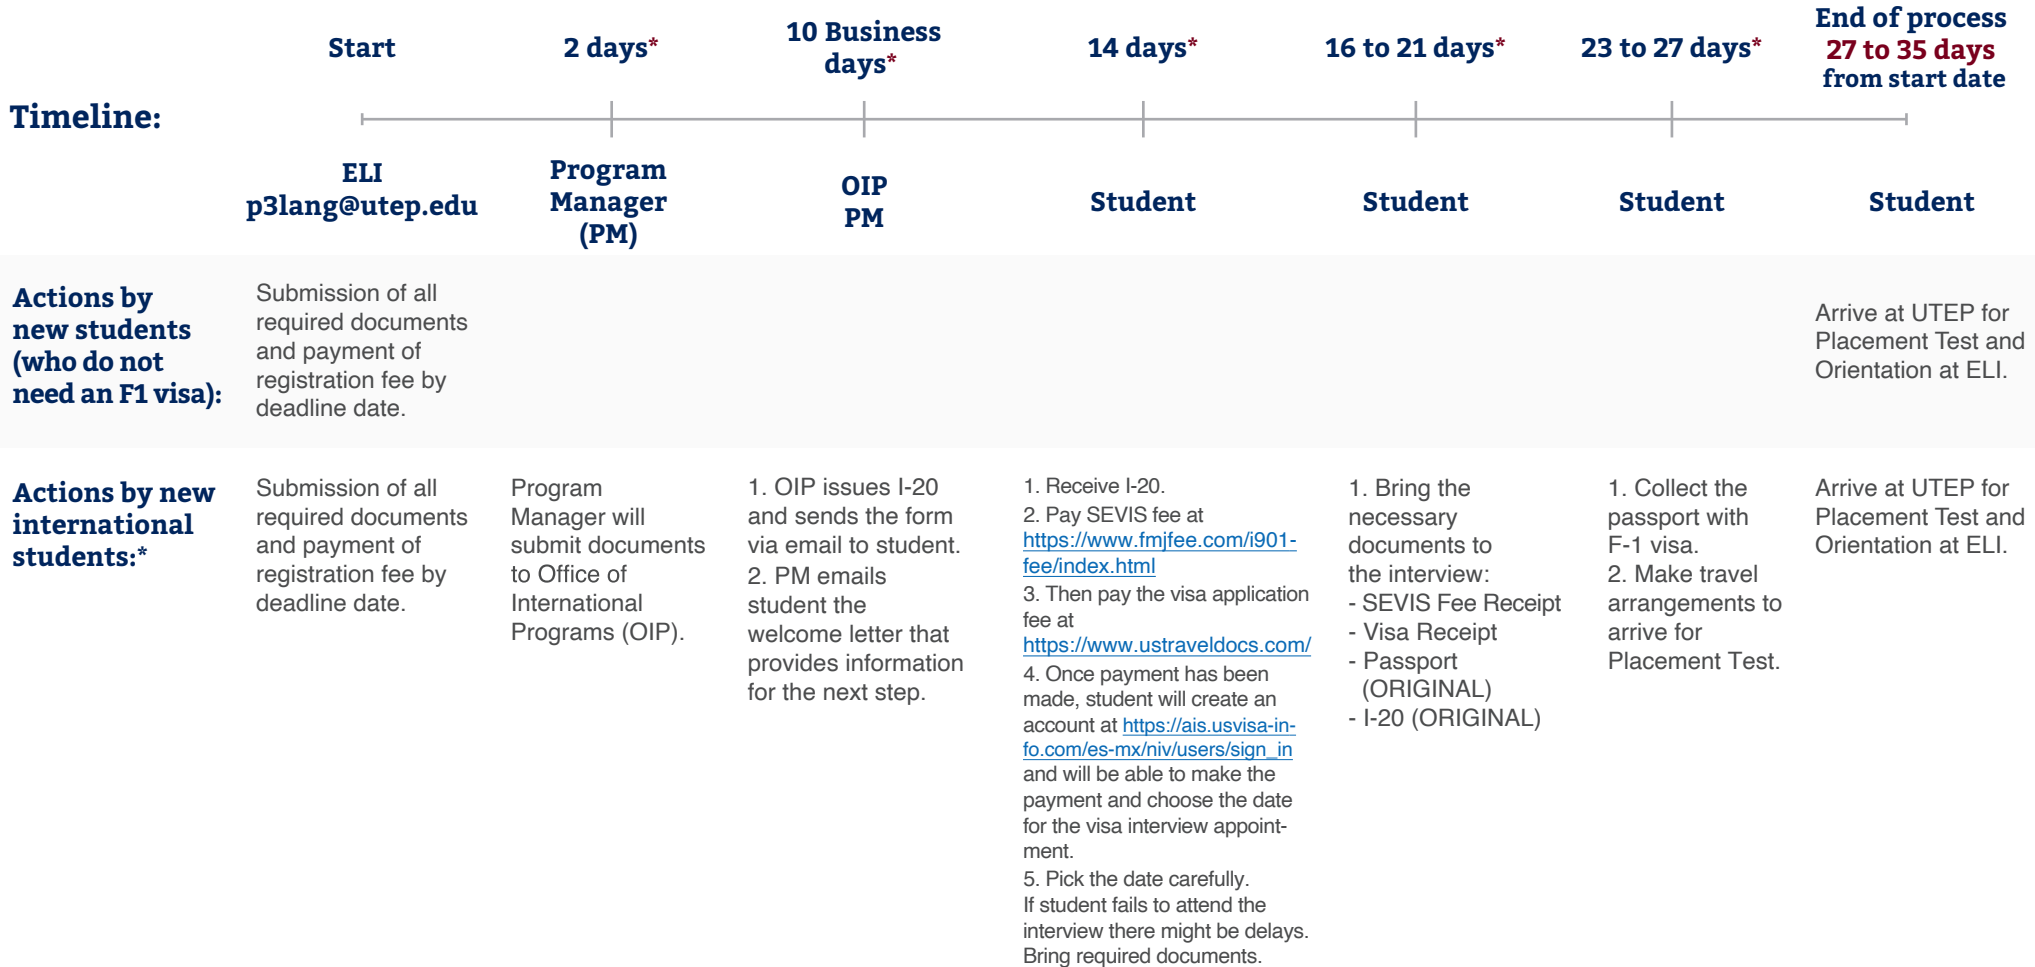 Start
2 days*
10 Business
days*
14 days*
16 to 21 days*
23 to 27 days*
End of process
27 to 35 days
from start date
Timeline:
ELI
p3lang@utep.edu
Program
Manager
(PM)
OIP
PM
Student
Student
Student
Student
Actions by
new students
(who do not
need an F1 visa):
Submission of all
required documents
and payment of
registration fee by
deadline date.
Arrive at UTEP for
Placement Test and
Orientation at ELI.
Actions by new
international
students:*
Submission of all
required documents
and payment of
registration fee by
deadline date.
Program
Manager will
submit documents
to Office of
International
Programs (OIP).
1. OIP issues I-20
and sends the form
via email to student.
2. PM emails
student the
welcome letter that
provides information
for the next step.
1. Receive I-20.
2. Pay SEVIS fee at
https://www.fmjfee.com/i901-
fee/index.html
3. Then pay the visa application
fee at
https://www.ustraveldocs.com/
4. Once payment has been
made, student will create an
account at https://ais.usvisa-in-
fo.com/es-mx/niv/users/sign_in
and will be able to make the
payment and choose the date
for the visa interview appoint-
ment.
5. Pick the date carefully.
If student fails to attend the
interview there might be delays.
Bring required documents.
1. Bring the
necessary
documents to
the interview:
- SEVIS Fee Receipt
- Visa Receipt
- Passport
(ORIGINAL)
- I-20 (ORIGINAL)
1. Collect the
passport with
F-1 visa.
2. Make travel
arrangements to
arrive for
Placement Test.
Arrive at UTEP for
Placement Test and
Orientation at ELI.